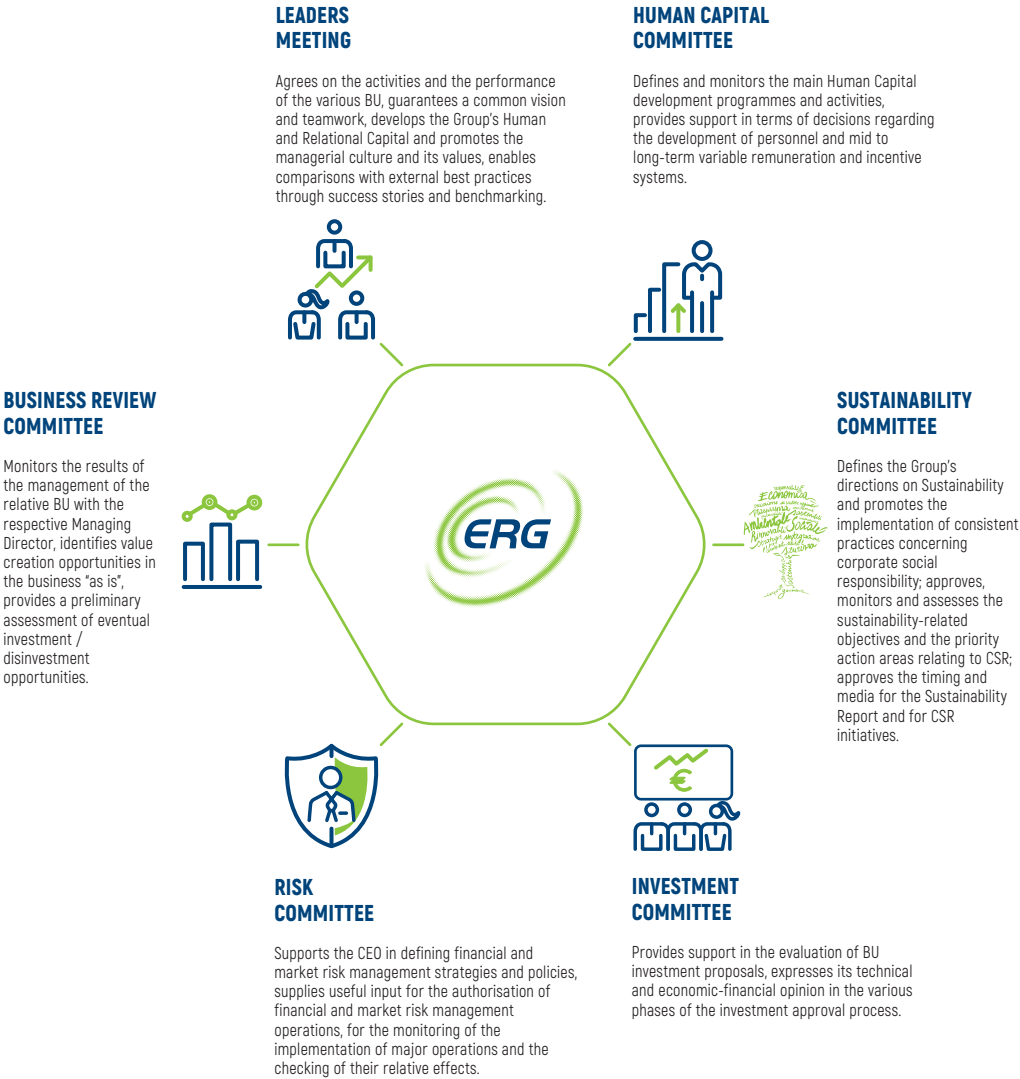 LEADERS
MEETING
Agrees on the activities and the performance
of the various BU, guarantees a common vision
and teamwork, develops the Group's Human
and Relational Capital and promotes the
managerial culture and its values, enables
comparisons with external best practices
through success stories and benchmarking.
HUMAN CAPITAL
COMMITTEE
Defines and monitors the main Human Capital
development programmes and activities,
provides support in terms of decisions regarding
the development of personnel and mid to
long-term variable remuneration and incentive
systems.
BUSINESS REVIEW
COMMITTEE
Monitors the results of
the management of the
relative BU with the
respective Managing
Director, identifies value
creation opportunities in
the business "as is",
provides a preliminary
assessment of eventual
investment /
disinvestment
opportunities.
ERG
Economica
Ambientale Sociale
SUSTAINABILITY
COMMITTEE
Defines the Group's
directions on Sustainability
and promotes the
implementation of consistent
practices concerning
corporate social
responsibility; approves,
monitors and assesses the
sustainability-related
objectives and the priority
action areas relating to CSR;
approves the timing and
media for the Sustainability
Report and for CSR
initiatives.
€
RISK
COMMITTEE
Supports the CEO in defining financial and
market risk management strategies and policies,
supplies useful input for the authorisation of
financial and market risk management
operations, for the monitoring of the
implementation of major operations and the
checking of their relative effects.
INVESTMENT
COMMITTEE
Provides support in the evaluation of BU
investment proposals, expresses its technical
and economic-financial opinion in the various
phases of the investment approval process.